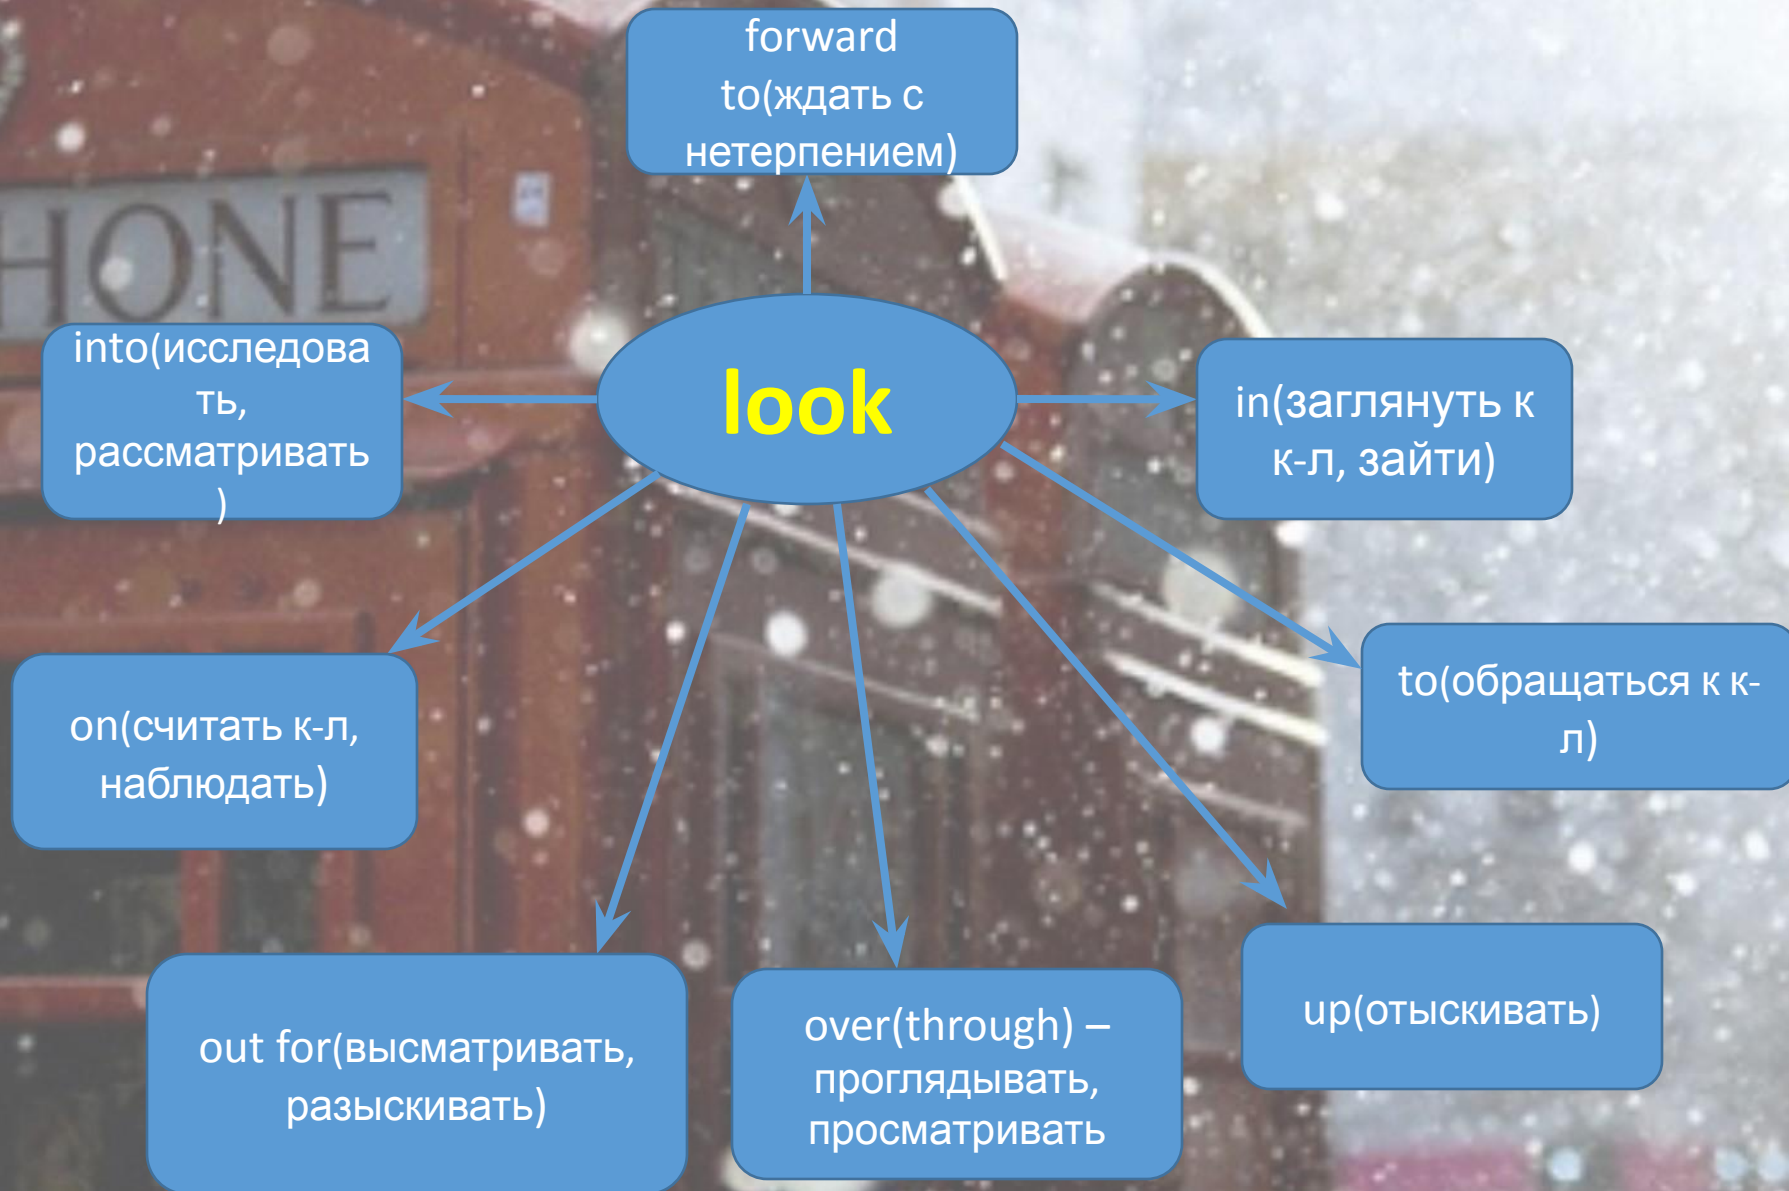 forward
to(ждать с
нетерпением)
HONE
into(исследова
ть,
рассматривать
)
look
in(заглянуть к
к-л, зайти)
on(считать к-л,
наблюдать)
to(обращаться к к-
л)
out for(высматривать,
разыскивать)
over(through) –
проглядывать,
просматривать
up(отыскивать)